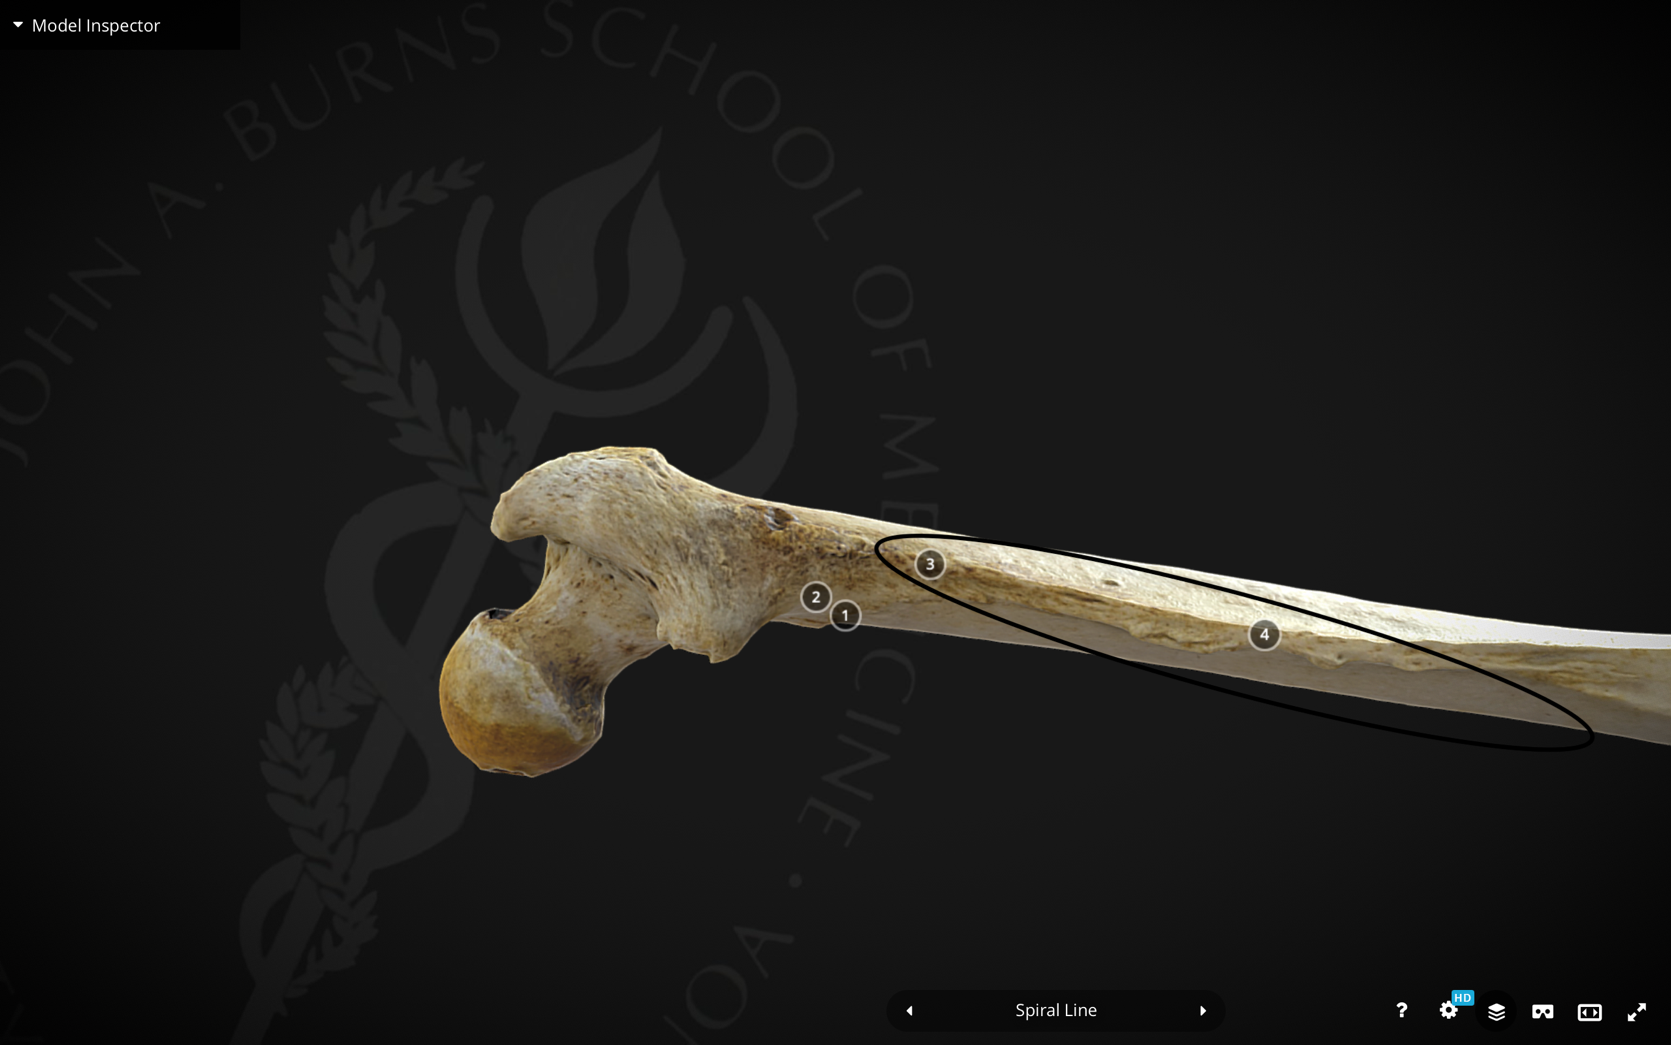 Model Inspector
JOHN A. BURNS SCHOOL OF MEDICINE
3
2
1
4
Spiral Line
?
HD